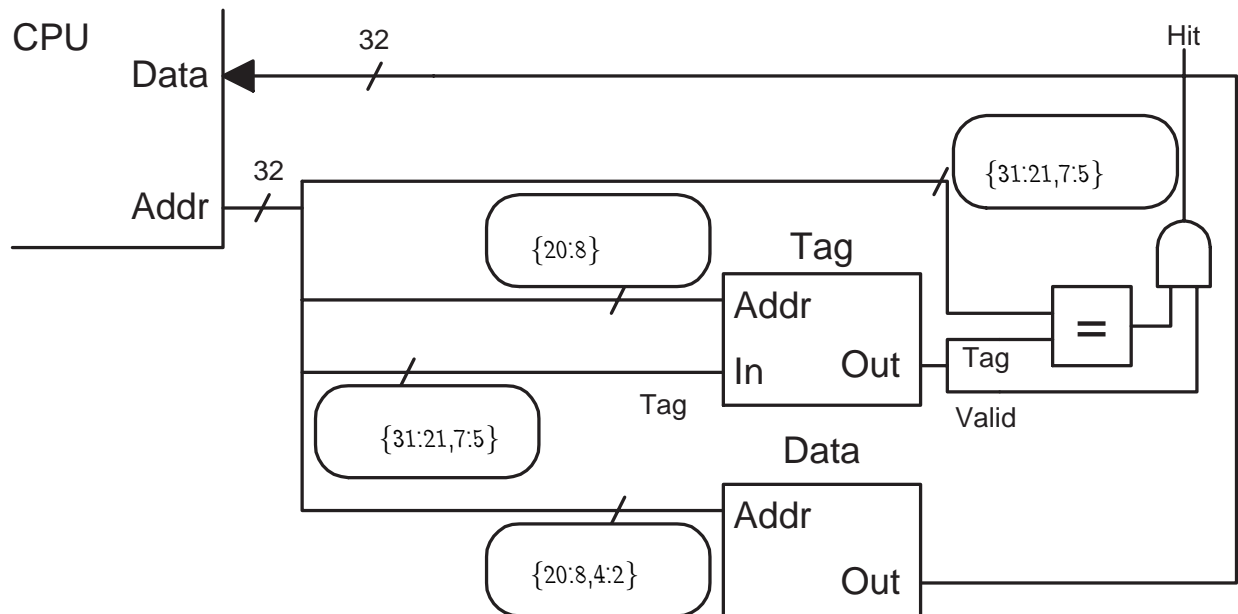 CPU
32
Hit
Data
{31:21,7:5}
32
Addr
{20:8}
Tag
Addr
=
In
Out
Tag
Tag
Valid
{31:21,7:5}
Data
Addr
{20:8,4:2}
Out